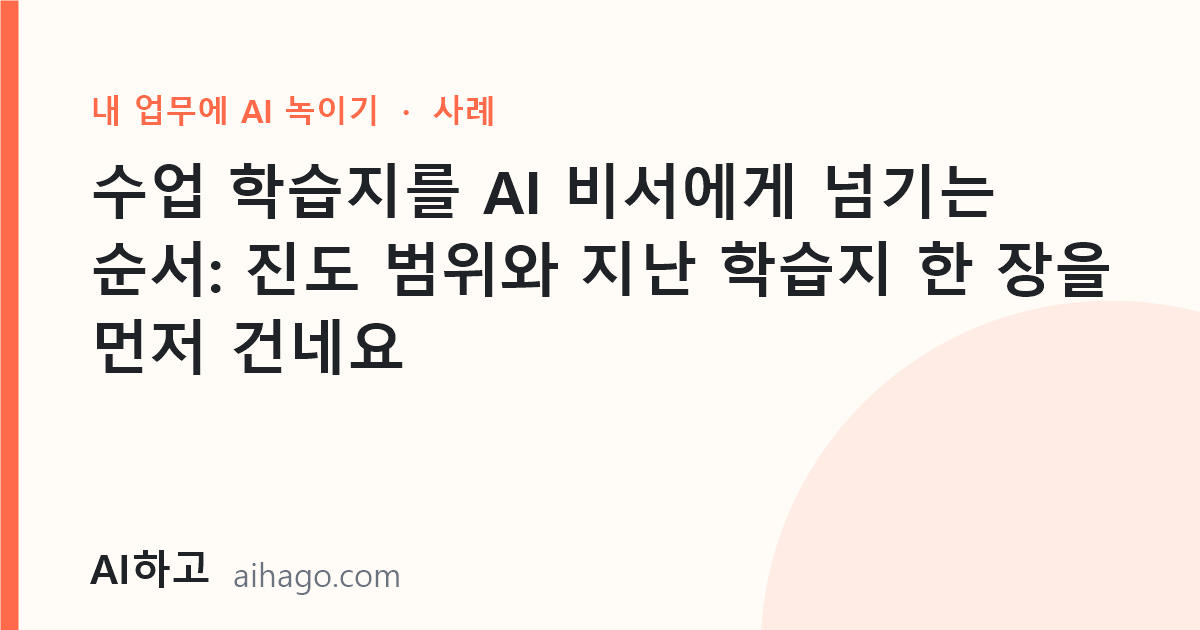 내 업무에 AI 녹이기 · 사례
수업 학습지를 AI 비서에게 넘기는
순서: 진도 범위와 지난 학습지 한 장을
먼저 건네요
AI하고 aihago.com